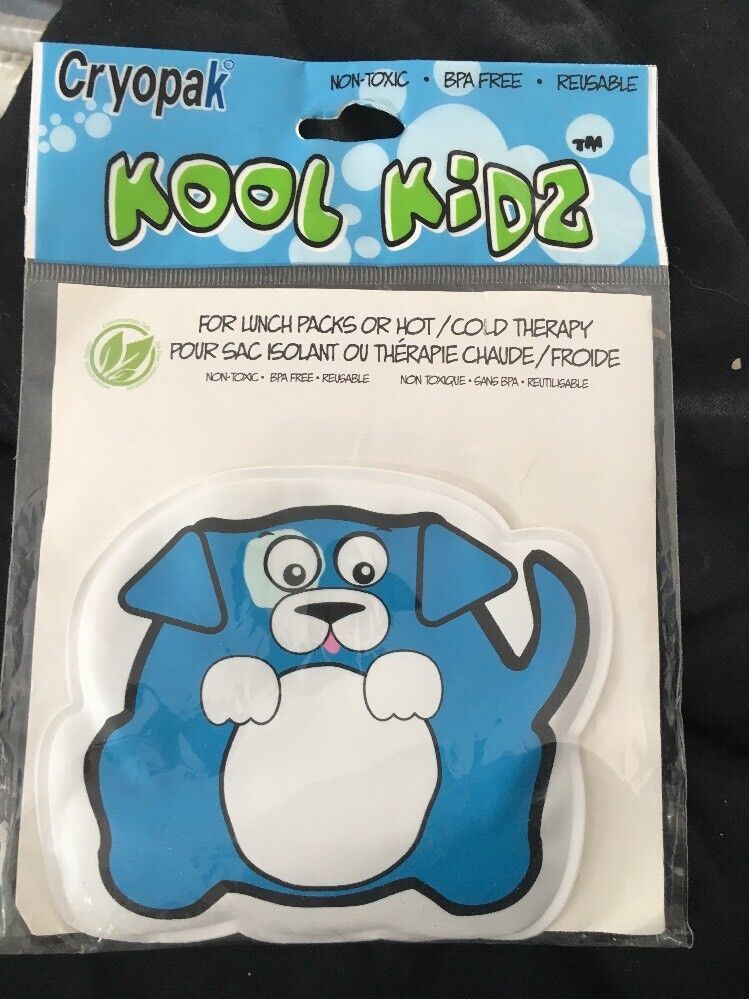 Cryopak
NON-TOXIC • BPA FREE • REUSABLE
KOOL KiDZ™
FOR LUNCH PACKS OR HOT/COLD THERAPY
POUR SAC ISOLANT OU THÉRAPIE CHAUDE/FROIDE
NON-TOXIC • BPA FREE • REUSABLE NON TOXIQUE • SANS BPA • REUTILISABLE